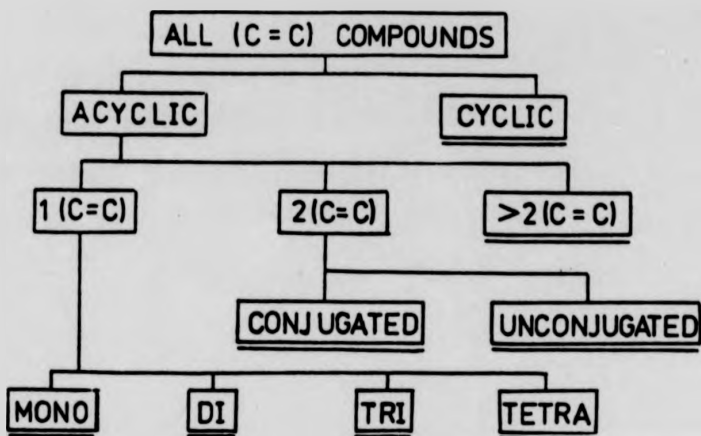 ALL (C = C) COMPOUNDS
ACYCLIC CYCLIC
1 (C=C) 2(C=C) >2(C = C)
CONJUGATED UNCONJUGATED
MONO DI TRI TETRA